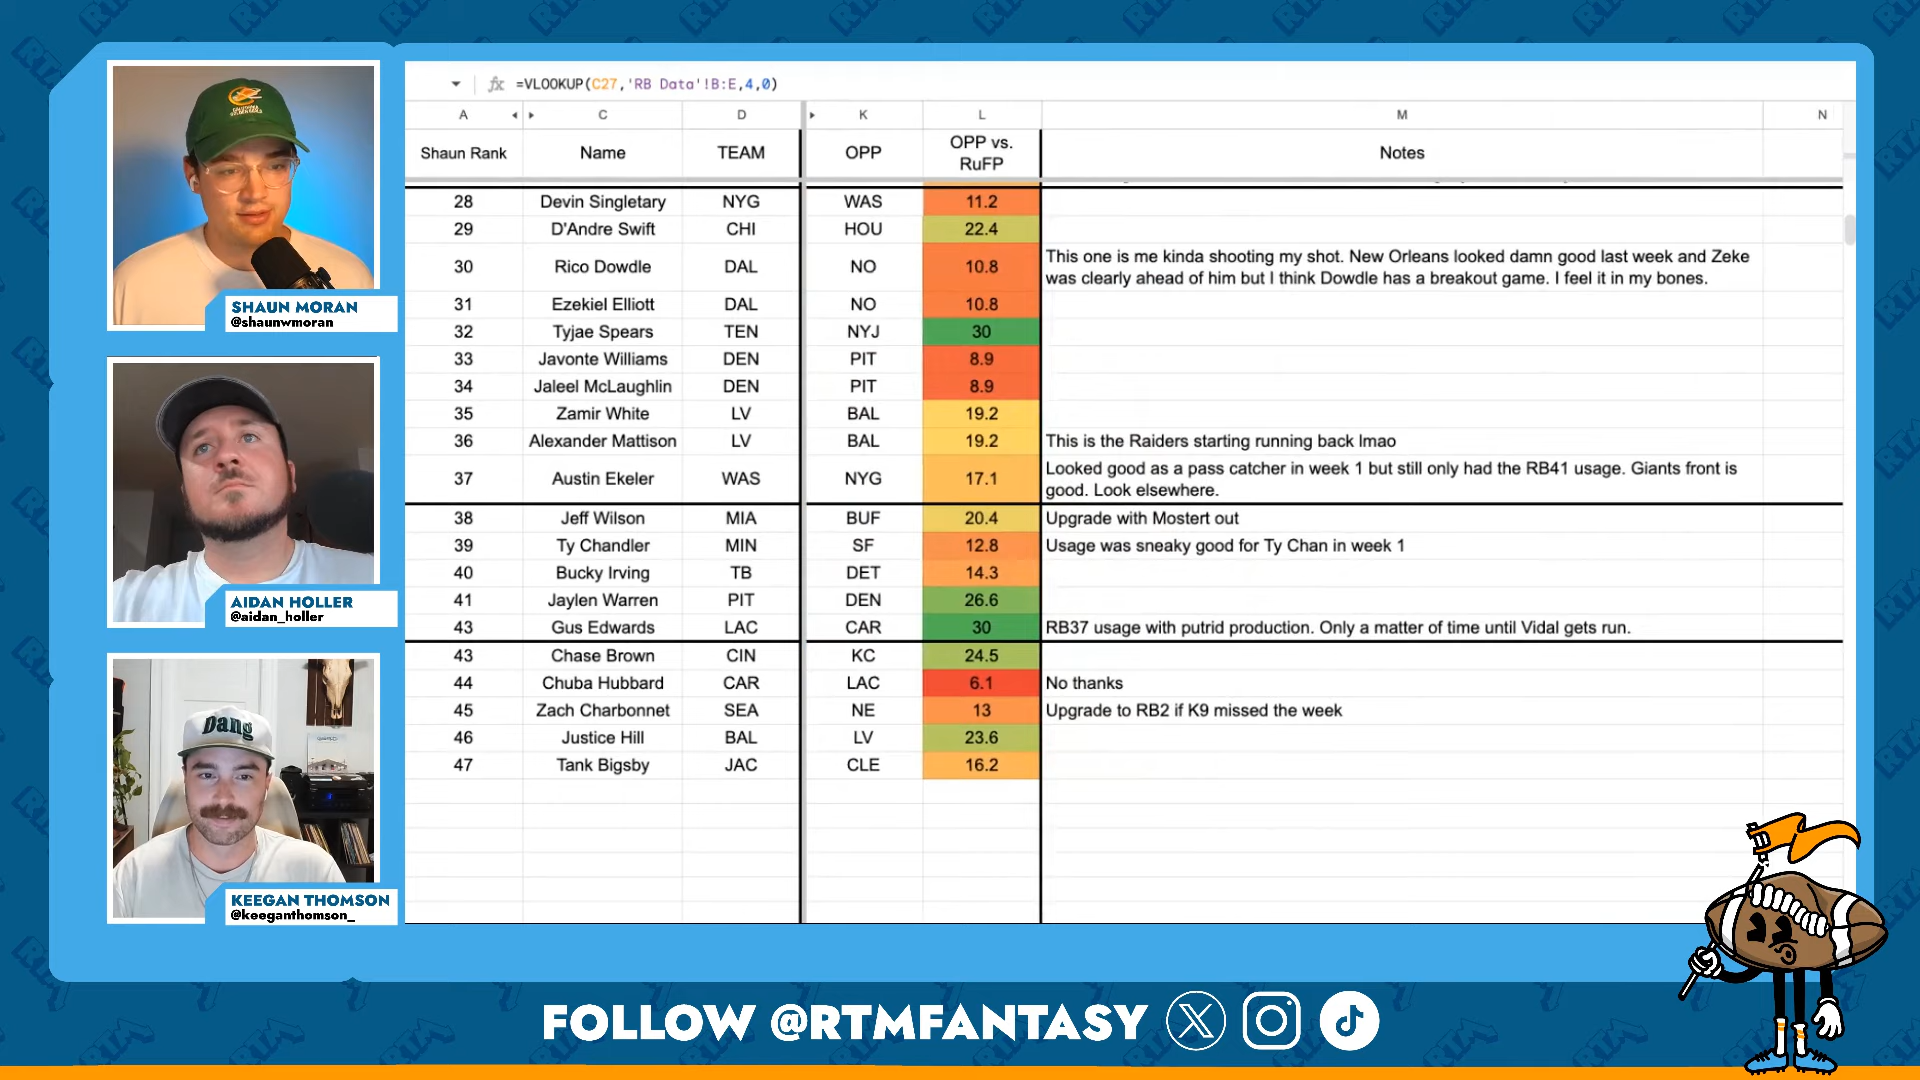 SHAUN MORAN
@shaunwmoran
AIDAN HOLLER
@aidan_holler
Dang
KEEGAN THOMSON
@keeganthomson_
fx =VLOOKUP(C27,'RB Data'!B:E,4,0)
A C D K L M N
Shaun Rank Name TEAM OPP OPP vs. RuFP Notes
28 Devin Singletary NYG WAS 11.2
29 D'Andre Swift CHI HOU 22.4
30 Rico Dowdle DAL NO 10.8 This one is me kinda shooting my shot. New Orleans looked damn good last week and Zeke
was clearly ahead of him but I think Dowdle has a breakout game. I feel it in my bones.
31 Ezekiel Elliott DAL NO 10.8
32 Tyjae Spears TEN NYJ 30
33 Javonte Williams DEN PIT 8.9
34 Jaleel McLaughlin DEN PIT 8.9
35 Zamir White LV BAL 19.2
36 Alexander Mattison LV BAL 19.2 This is the Raiders starting running back lmao
37 Austin Ekeler WAS NYG 17.1 Looked good as a pass catcher in week 1 but still only had the RB41 usage. Giants front is
good. Look elsewhere.
38 Jeff Wilson MIA BUF 20.4 Upgrade with Mostert out
39 Ty Chandler MIN SF 12.8 Usage was sneaky good for Ty Chan in week 1
40 Bucky Irving TB DET 14.3
41 Jaylen Warren PIT DEN 26.6
43 Gus Edwards LAC CAR 30 RB37 usage with putrid production. Only a matter of time until Vidal gets run.
43 Chase Brown CIN KC 24.5
44 Chuba Hubbard CAR LAC 6.1 No thanks
45 Zach Charbonnet SEA NE 13 Upgrade to RB2 if K9 missed the week
46 Justice Hill BAL LV 23.6
47 Tank Bigsby JAC CLE 16.2
FOLLOW @RTMFANTASY